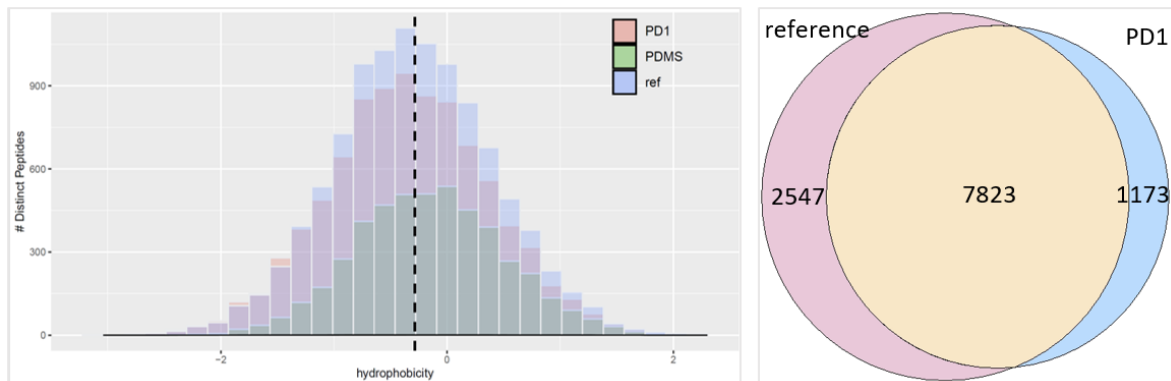 PD1
PDMS
ref
900
600
300
0
# Distinct Peptides
−2
0
2
hydrophobicity
reference
PD1
2547
7823
1173